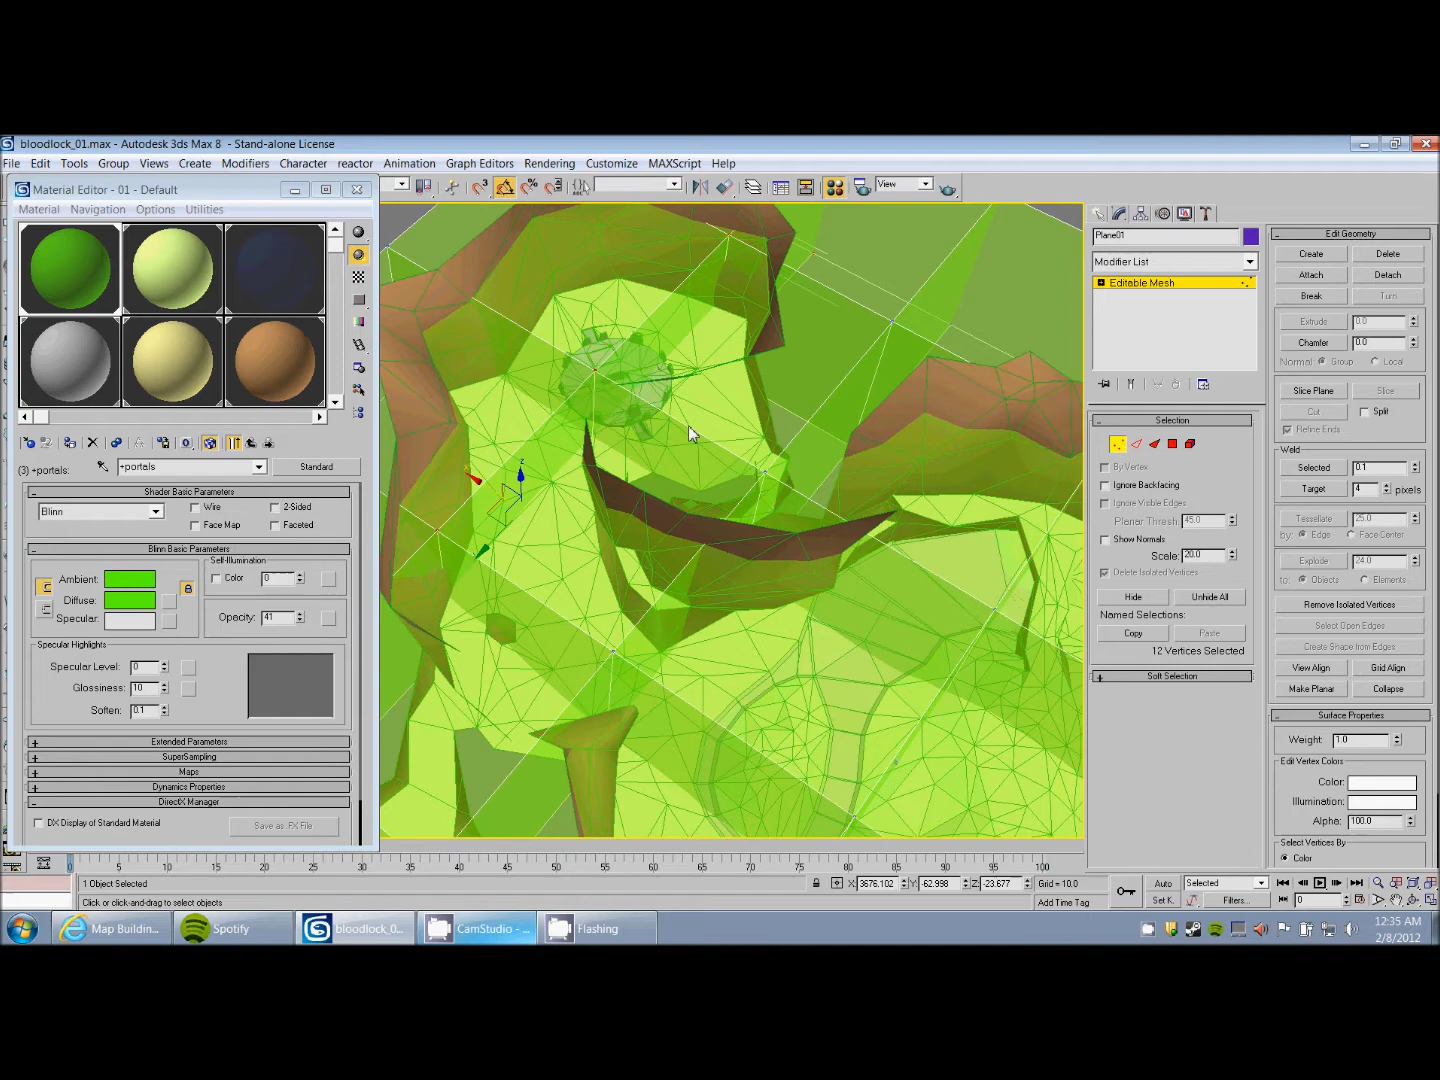 bloodlock_01.max - Autodesk 3ds Max 8 - Stand-alone License
File Edit Tools Group Views Create Modifiers Character reactor Animation Graph Editors Rendering Customize MAXScript Help
Material Editor - 01 - Default
Material Navigation Options Utilities
View
(3) +portals:
+portals
Standard
Shader Basic Parameters
Blinn
Wire
2-Sided
Face Map
Faceted
Blinn Basic Parameters
Self-Illumination
Ambient:
Color
0
Diffuse:
Specular:
Opacity:
41
Specular Highlights
Specular Level:
0
Glossiness:
10
Soften:
0.1
Extended Parameters
SuperSampling
Maps
Dynamics Properties
DirectX Manager
DX Display of Standard Material
Save as .FX File
z
x
Plane01
Modifier List
Editable Mesh
Selection
By Vertex
Ignore Backfacing
Ignore Visible Edges
Planar Thresh:
45.0
Show Normals
Scale:
20.0
Delete Isolated Vertices
Hide
Unhide All
Named Selections:
Copy
Paste
12 Vertices Selected
Soft Selection
Edit Geometry
Create
Delete
Attach
Detach
Break
Turn
Extrude
0.0
Chamfer
0.0
Normal:
Group
Local
Slice Plane
Slice
Cut
Split
Refine Ends
Weld
Selected
0.1
Target
4
pixels
Tessellate
25.0
by:
Edge
Face Center
Explode
24.0
to:
Objects
Elements
Remove Isolated Vertices
Select Open Edges
Create Shape from Edges
View Align
Grid Align
Make Planar
Collapse
Surface Properties
Weight:
1.0
Edit Vertex Colors
Color:
Illumination:
Alpha:
100.0
Select Vertices By
Color
0 5 10 15 20 25 30 35 40 45 50 55 60 65 70 75 80 85 90 95 100
1 Object Selected
X: 3676.102 Y: -62.998 Z: -23.677
Grid = 10.0
Auto
Selected
Click or click-and-drag to select objects
Add Time Tag
Set K.
Filters...
0
Map Buildin...
Spotify
bloodlock_0...
CamStudio - ...
Flashing
12:35 AM
2/8/2012